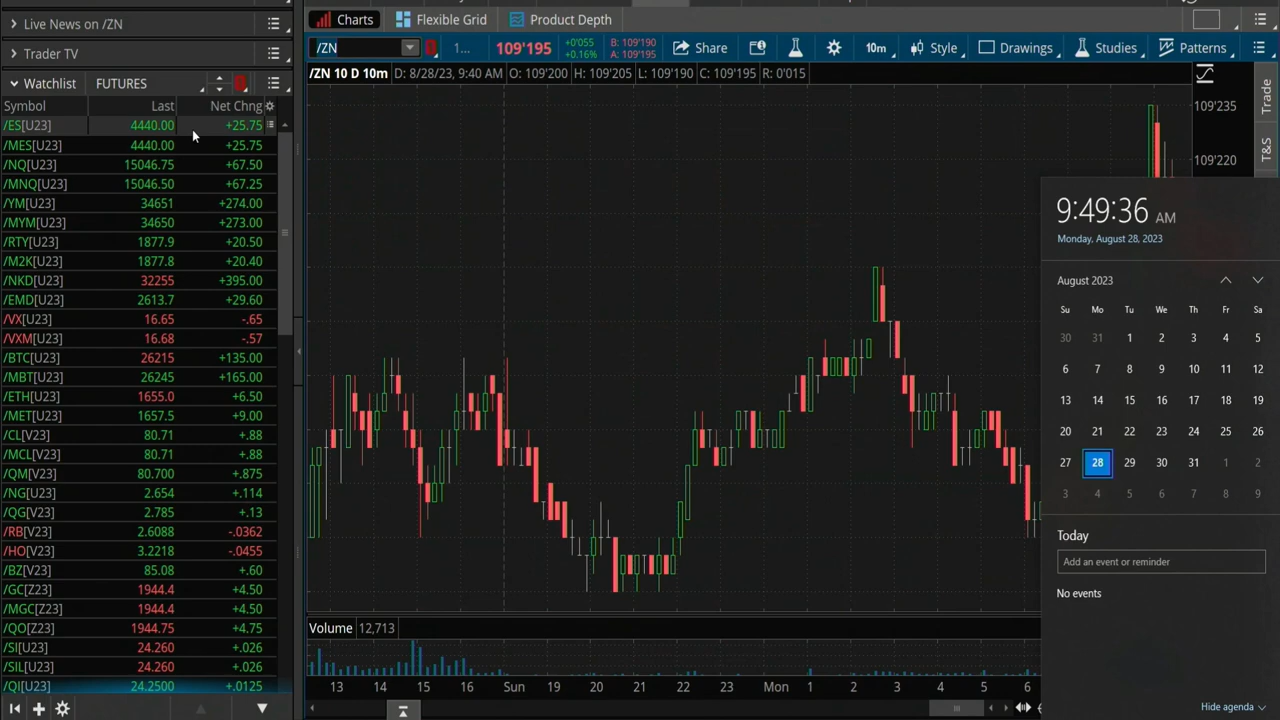 Live News on /ZN
Trader TV
Watchlist FUTURES
Symbol Last Net Chng
/ES[U23] 4440.00 +25.75
/MES[U23] 4440.00 +25.75
/NQ[U23] 15046.75 +67.50
/MNQ[U23] 15046.50 +67.25
/YM[U23] 34651 +274.00
/MYM[U23] 34650 +273.00
/RTY[U23] 1877.9 +20.50
/M2K[U23] 1877.8 +20.40
/NKD[U23] 32255 +395.00
/EMD[U23] 2613.7 +29.60
/VX[U23] 16.65 -.65
/VXM[U23] 16.68 -.57
/BTC[U23] 26215 +135.00
/MBT[U23] 26245 +165.00
/ETH[U23] 1655.0 +6.50
/MET[U23] 1657.5 +9.00
/CL[V23] 80.71 +.88
/MCL[V23] 80.71 +.88
/QM[V23] 80.700 +.875
/NG[V23] 2.654 +.114
/QG[V23] 2.785 +.13
/RB[V23] 2.6088 -.0362
/HO[V23] 3.2218 -.0455
/BZ[V23] 85.08 +.60
/GC[Z23] 1944.4 +4.50
/MGC[Z23] 1944.4 +4.50
/QO[Z23] 1944.75 +4.75
/SI[U23] 24.260 +.026
/SIL[U23] 24.260 +.026
/QI[U23] 24.2500 +.0125
Charts Flexible Grid Product Depth
/ZN 1... 109'195 +0'055 +0.16% B: 109'190 A: 109'195 Share 10m Style Drawings Studies Patterns
/ZN 10 D 10m D: 8/28/23, 9:40 AM O: 109'200 H: 109'205 L: 109'190 C: 109'195 R: 0'015
109'235
109'220
Trade
T&S
Volume 12,713
13 14 15 16 Sun 19 20 21 22 23 Mon 1 2 3 4 5 6
9:49:36 AM
Monday, August 28, 2023
August 2023
Su Mo Tu We Th Fr Sa
30 31 1 2 3 4 5
6 7 8 9 10 11 12
13 14 15 16 17 18 19
20 21 22 23 24 25 26
27 28 29 30 31 1 2
3 4 5 6 7 8 9
Today
Add an event or reminder
No events
Hide agenda